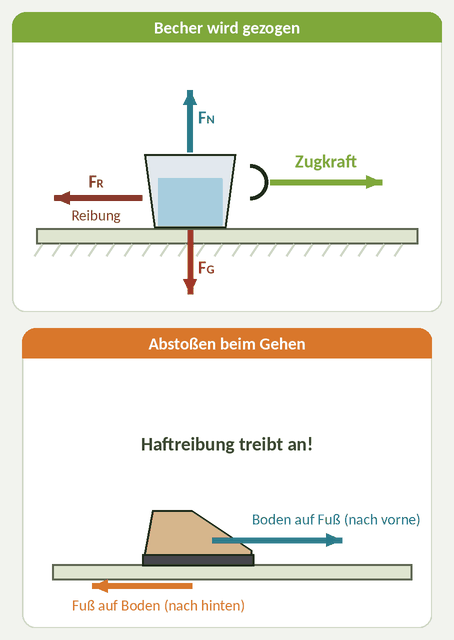 Becher wird gezogen
FN
Zugkraft
FR
Reibung
FG
Abstoßen beim Gehen
Haftreibung treibt an!
Boden auf Fuß (nach vorne)
Fuß auf Boden (nach hinten)